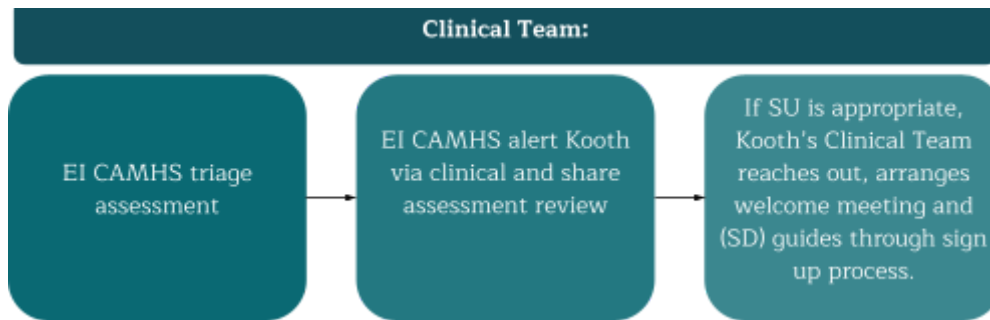 Clinical Team:
EI CAMHS triage
assessment
EI CAMHS alert Kooth
via clinical and share
assessment review
If SU is appropriate,
Kooth's Clinical Team
reaches out, arranges
welcome meeting and
(SD) guides through sign
up process.